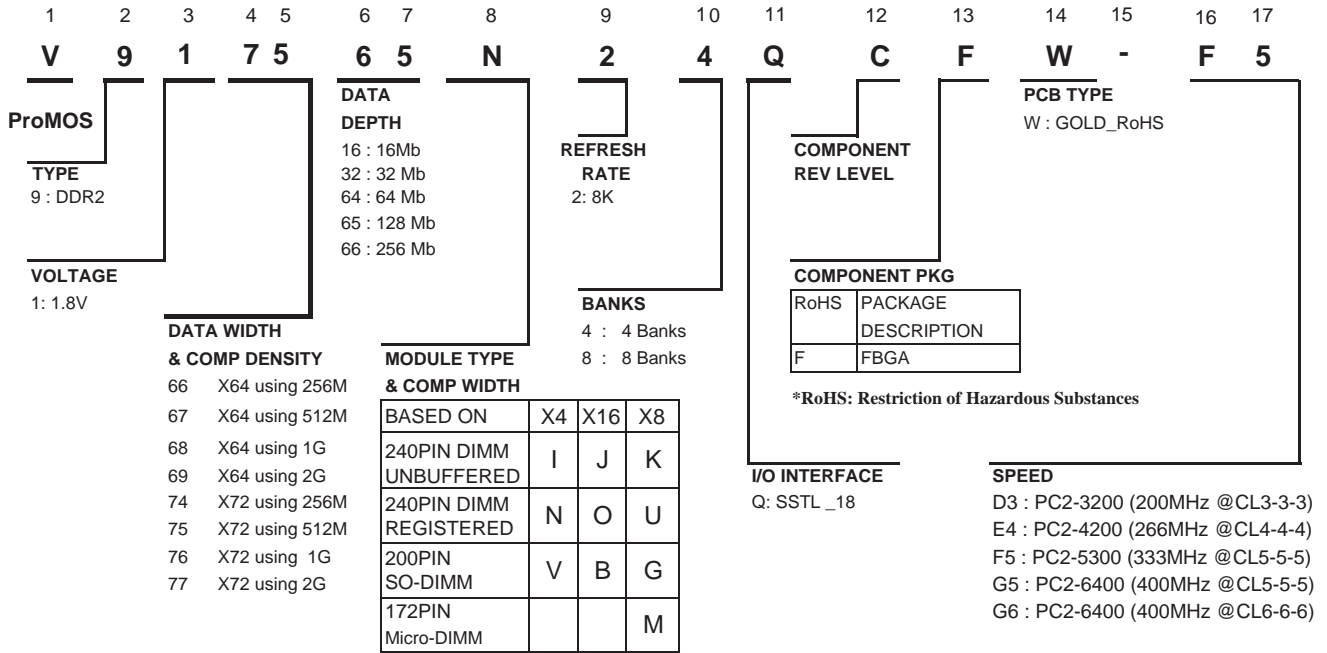 1 2 3 4 5 6 7 8 9 10 11 12 13 14 15 16 17
V 9 1 7 5 6 5 N 2 4 Q C F W - F 5
ProMOS
TYPE
9 : DDR2
VOLTAGE
1: 1.8V
DATA WIDTH
& COMP DENSITY
66 X64 using 256M
67 X64 using 512M
68 X64 using 1G
69 X64 using 2G
74 X72 using 256M
75 X72 using 512M
76 X72 using 1G
77 X72 using 2G
DATA
DEPTH
16 : 16Mb
32 : 32 Mb
64 : 64 Mb
65 : 128 Mb
66 : 256 Mb
MODULE TYPE
& COMP WIDTH
BASED ON X4 X16 X8
240PIN DIMM
UNBUFFERED I J K
240PIN DIMM
REGISTERED N O U
200PIN
SO-DIMM V B G
172PIN
Micro-DIMM M
REFRESH
RATE
2: 8K
BANKS
4 : 4 Banks
8 : 8 Banks
I/O INTERFACE
Q: SSTL _18
COMPONENT
REV LEVEL
COMPONENT PKG
RoHS PACKAGE
DESCRIPTION
F FBGA
*RoHS: Restriction of Hazardous Substances
PCB TYPE
W : GOLD_RoHS
SPEED
D3 : PC2-3200 (200MHz @CL3-3-3)
E4 : PC2-4200 (266MHz @CL4-4-4)
F5 : PC2-5300 (333MHz @CL5-5-5)
G5 : PC2-6400 (400MHz @CL5-5-5)
G6 : PC2-6400 (400MHz @CL6-6-6)